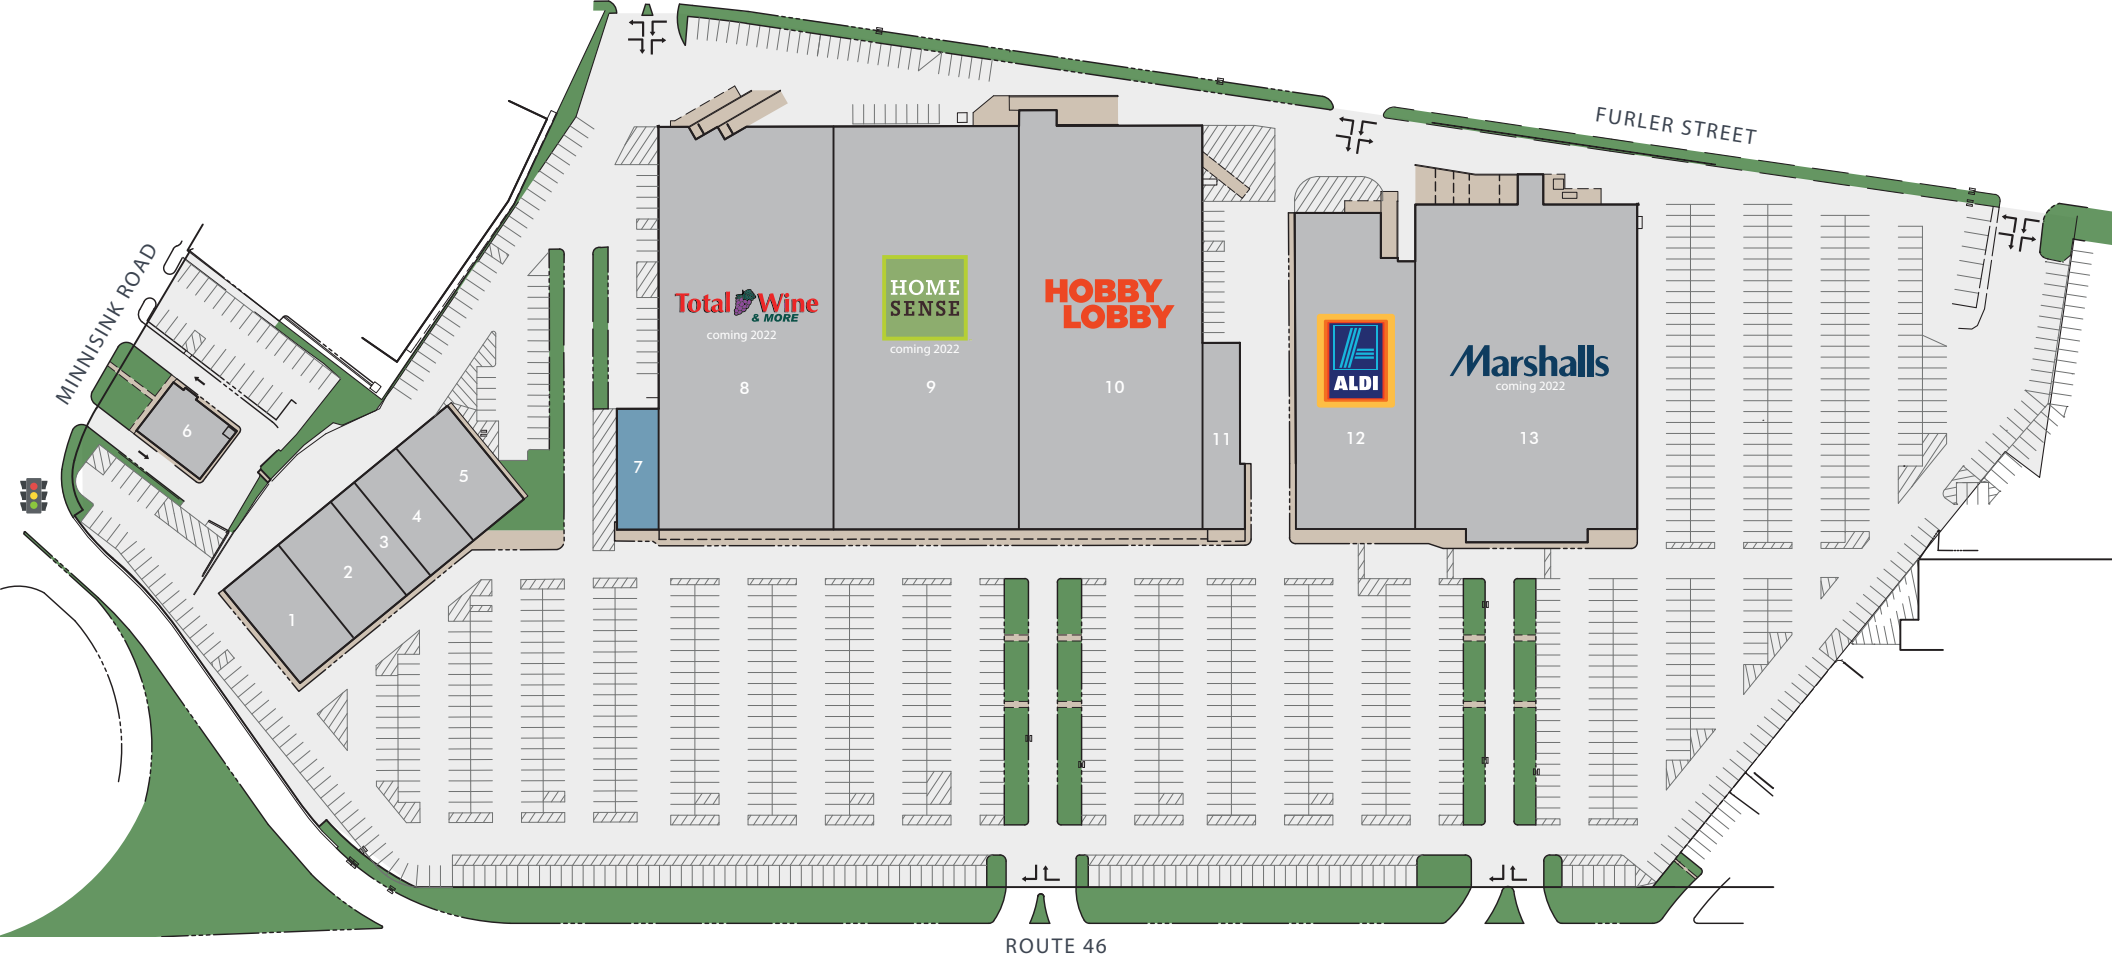 FURLER STREET
MINNISINK ROAD
Total Wine
& MORE
coming 2022
8
HOME
SENSE
coming 2022
9
HOBBY
LOBBY
10
11
ALDI
12
Marshalls
coming 2022
13
7
6
5
4
3
2
1
ROUTE 46